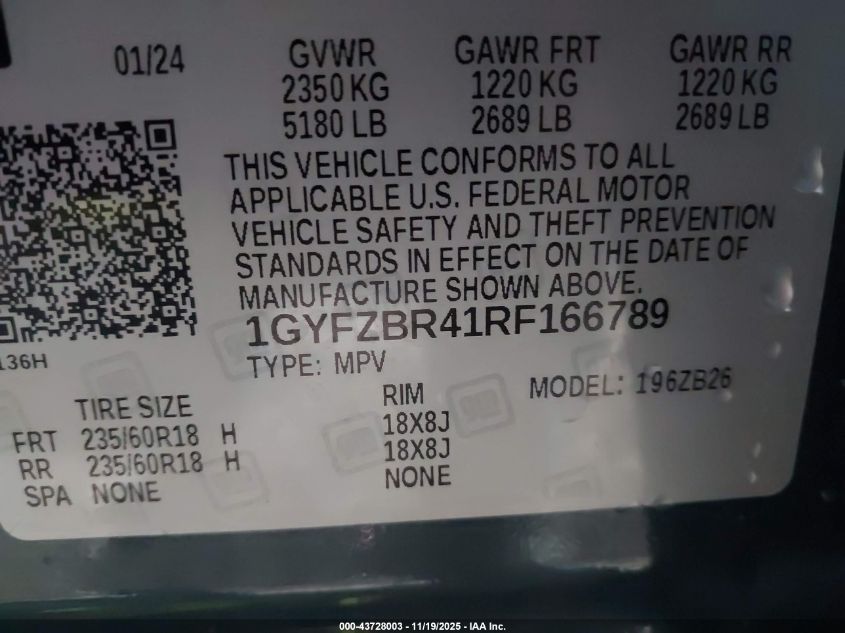 01/24
GVWR GAWR FRT GAWR RR
2350 KG 1220 KG 1220 KG
5180 LB 2689 LB 2689 LB
THIS VEHICLE CONFORMS TO ALL
APPLICABLE U.S. FEDERAL MOTOR
VEHICLE SAFETY AND THEFT PREVENTION
STANDARDS IN EFFECT ON THE DATE OF
MANUFACTURE SHOWN ABOVE.
1GYFZBR41RF166789
136H
TYPE: MPV
MODEL: 196ZB26
TIRE SIZE RIM
FRT 235/60R18 H 18X8J
RR 235/60R18 H 18X8J
SPA NONE NONE
000-43728003 - 11/19/2025 - IAA Inc.